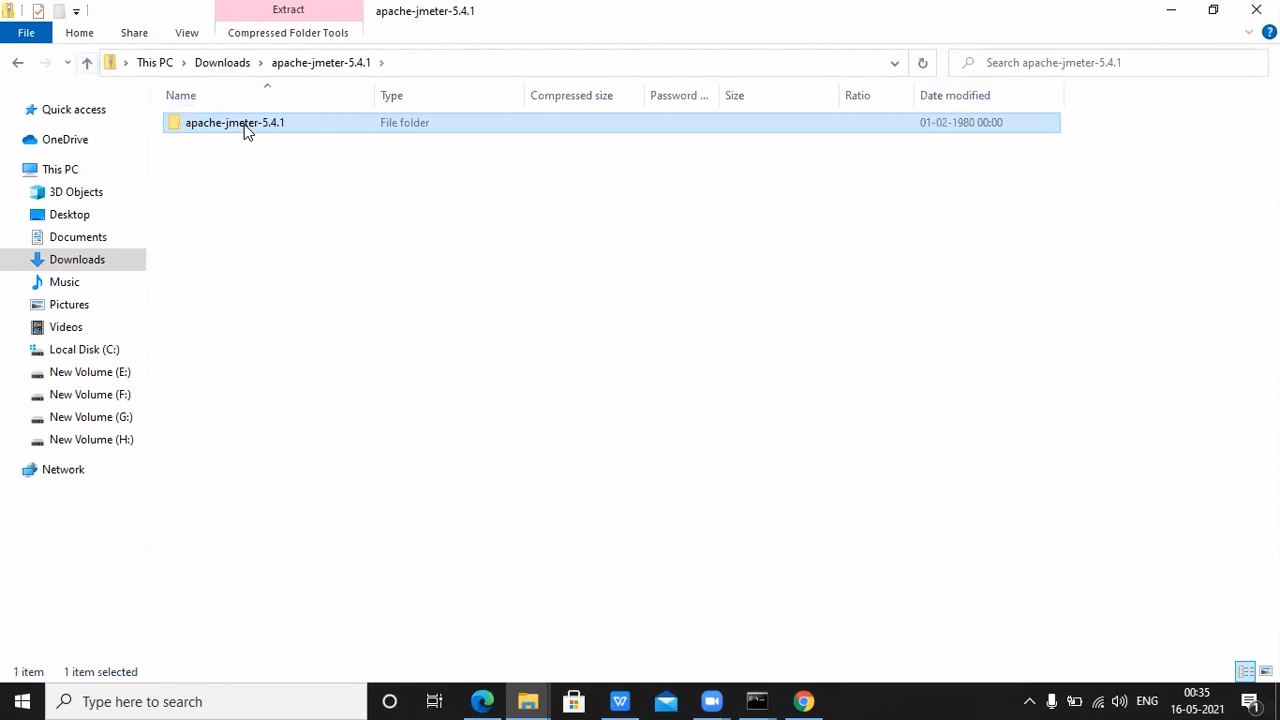 Extract
apache-jmeter-5.4.1
File
Home
Share
View
Compressed Folder Tools
This PC
Downloads
apache-jmeter-5.4.1
Search apache-jmeter-5.4.1
Name
Type
Compressed size
Password ...
Size
Ratio
Date modified
apache-jmeter-5.4.1
File folder
01-02-1980 00:00
Quick access
OneDrive
This PC
3D Objects
Desktop
Documents
Downloads
Music
Pictures
Videos
Local Disk (C:)
New Volume (E:)
New Volume (F:)
New Volume (G:)
New Volume (H:)
Network
1 item
1 item selected
Type here to search
ENG
00:35
16-05-2021
1